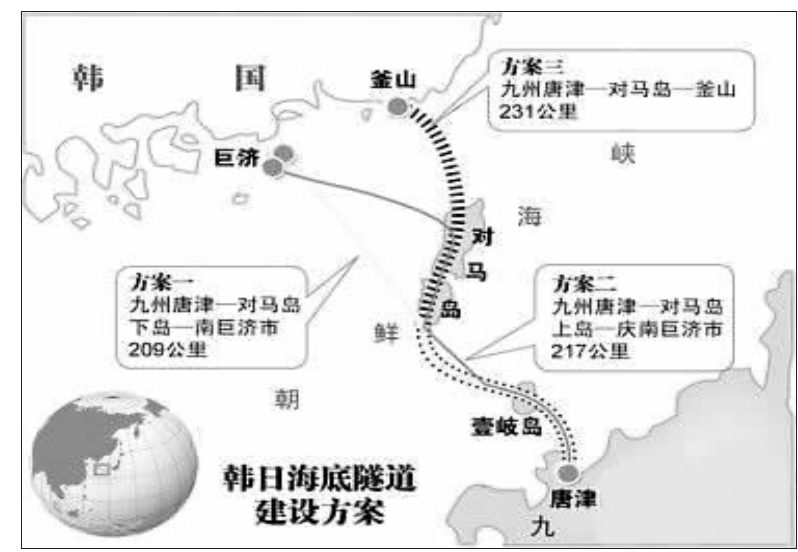 韩 国
釜山
方案三
九州唐津—对马岛—釜山
231公里
巨济
峡
海
对
马
岛
方案一
九州唐津—对马岛
下岛—南巨济市
209公里
方案二
九州唐津—对马岛
上岛—庆南巨济市
217公里
鲜
朝
壹岐岛
韩日海底隧道
建设方案
唐津
九